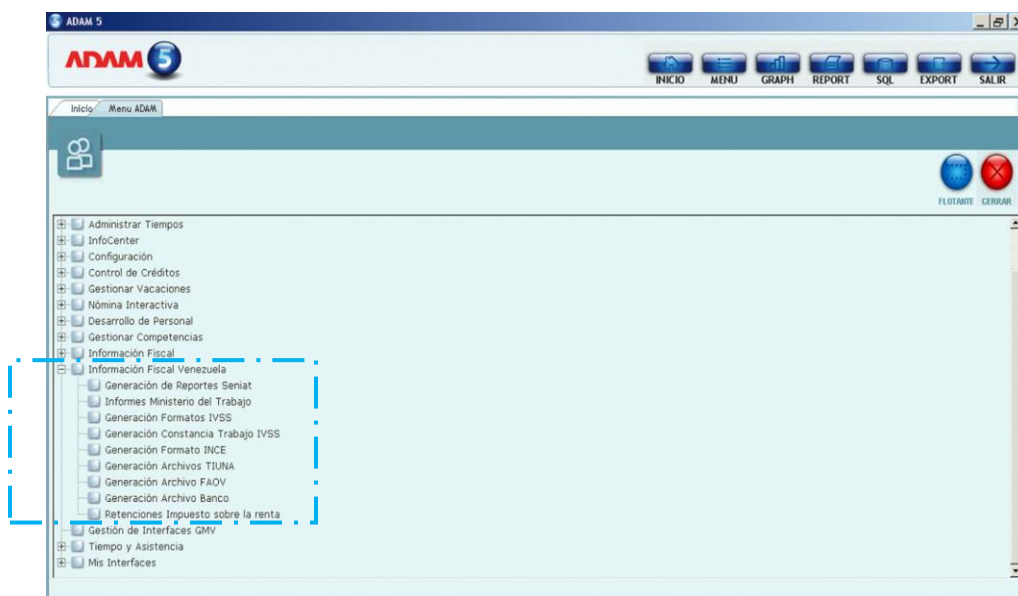 ADAM 5
ADAM 5
INICIO MENU GRAPH REPORT SQL EXPORT SALIR
Inicio Menu ADAM
FLOTANTE CERRAR
Administrar Tiempos
InfoCenter
Configuración
Control de Créditos
Gestionar Vacaciones
Nómina Interactiva
Desarrollo de Personal
Gestionar Competencias
Información Fiscal
Información Fiscal Venezuela
Generación de Reportes Seniat
Informes Ministerio del Trabajo
Generación Formatos IVSS
Generación Constancia Trabajo IVSS
Generación Formato INCE
Generación Archivos TIUNA
Generación Archivo FAOV
Generación Archivo Banco
Retenciones Impuesto sobre la renta
Gestión de Interfaces GMV
Tiempo y Asistencia
Mis Interfaces